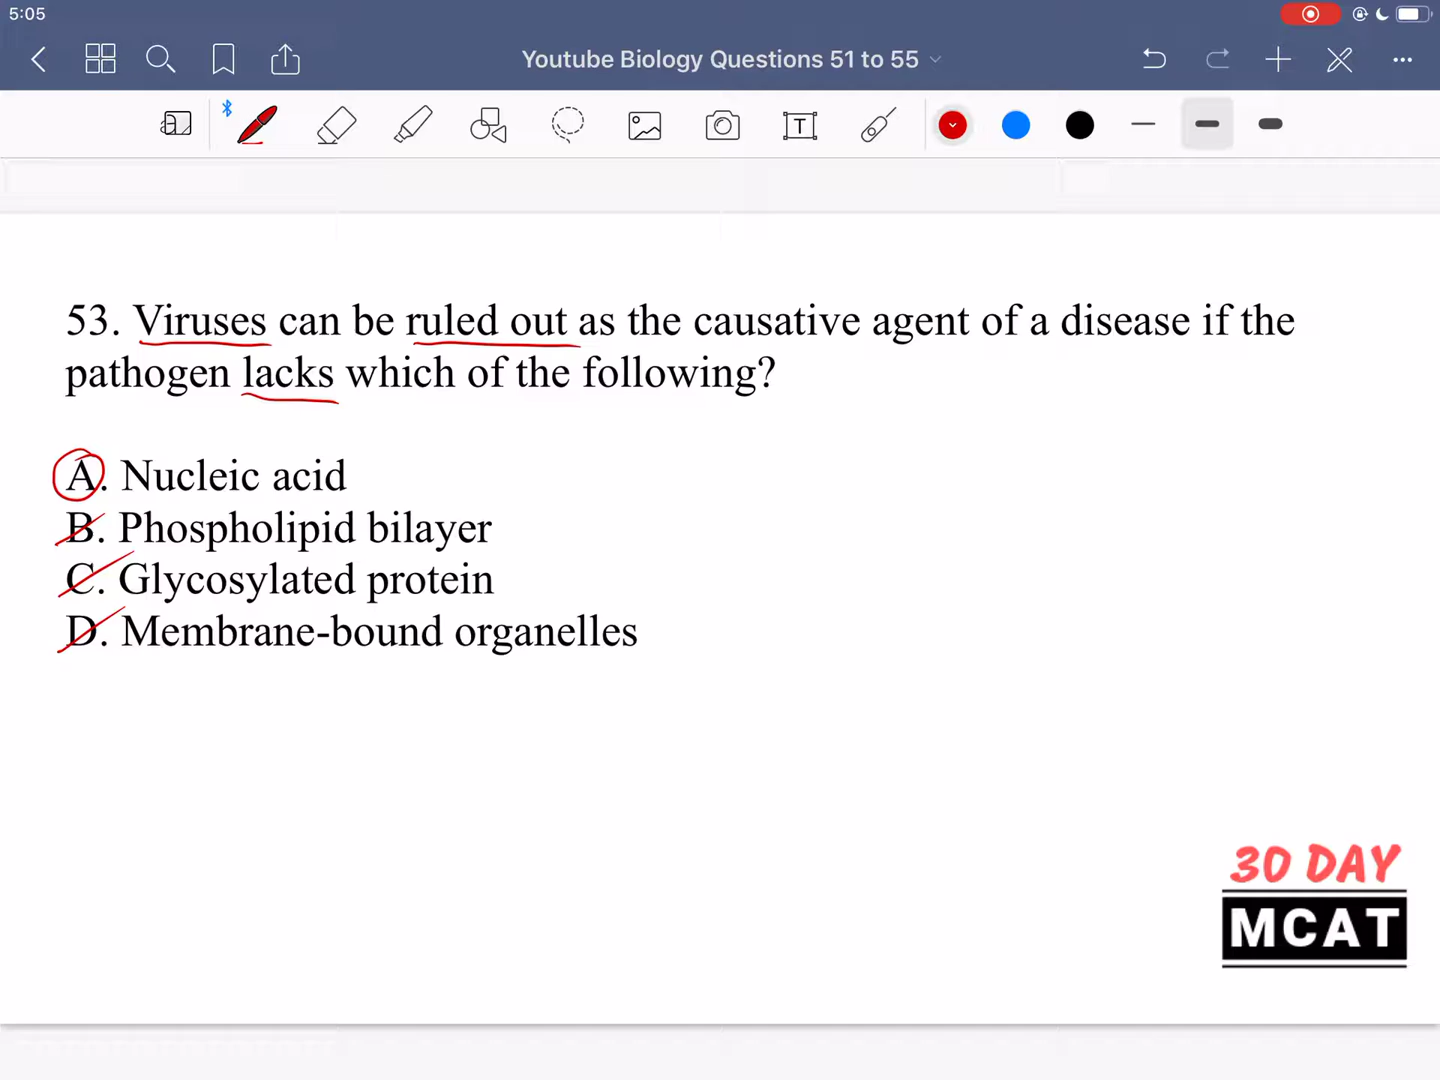 5:05
Youtube Biology Questions 51 to 55
T
53. Viruses can be ruled out as the causative agent of a disease if the
pathogen lacks which of the following?
A. Nucleic acid
B. Phospholipid bilayer
C. Glycosylated protein
D. Membrane-bound organelles
30 DAY
MCAT